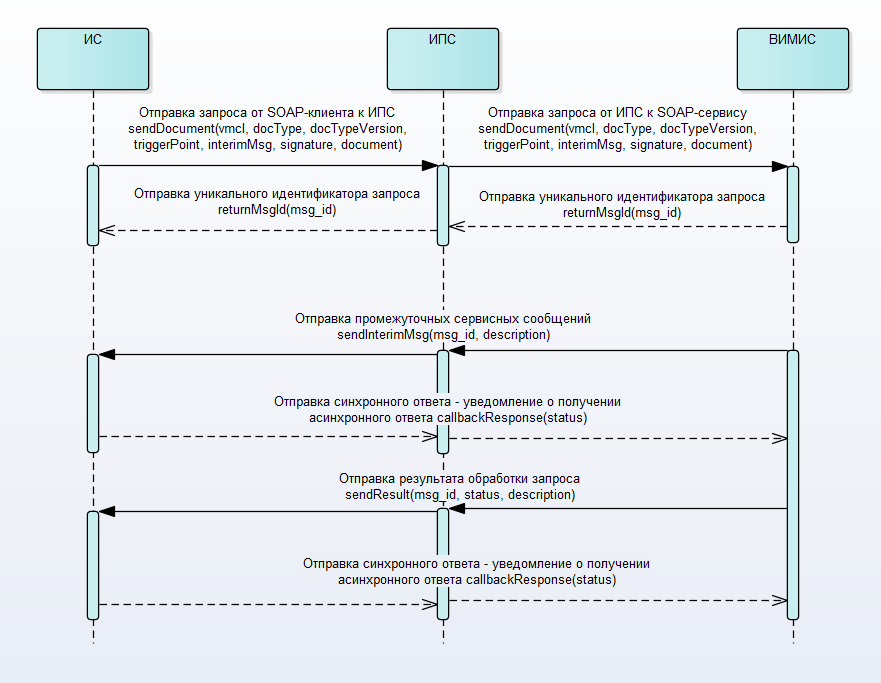 ИС
ИПС
ВИМИС
Отправка запроса от SOAP-клиента к ИПС
sendDocument(vmcl, docType, docTypeVersion,
triggerPoint, interimMsg, signature, document)
Отправка запроса от ИПС к SOAP-сервису
sendDocument(vmcl, docType, docTypeVersion,
triggerPoint, interimMsg, signature, document)
Отправка уникального идентификатора запроса
returnMsgId(msg_id)
Отправка уникального идентификатора запроса
returnMsgId(msg_id)
Отправка промежуточных сервисных сообщений
sendInterimMsg(msg_id, description)
Отправка синхронного ответа - уведомление о получении
асинхронного ответа callbackResponse(status)
Отправка результата обработки запроса
sendResult(msg_id, status, description)
Отправка синхронного ответа - уведомление о получении
асинхронного ответа callbackResponse(status)